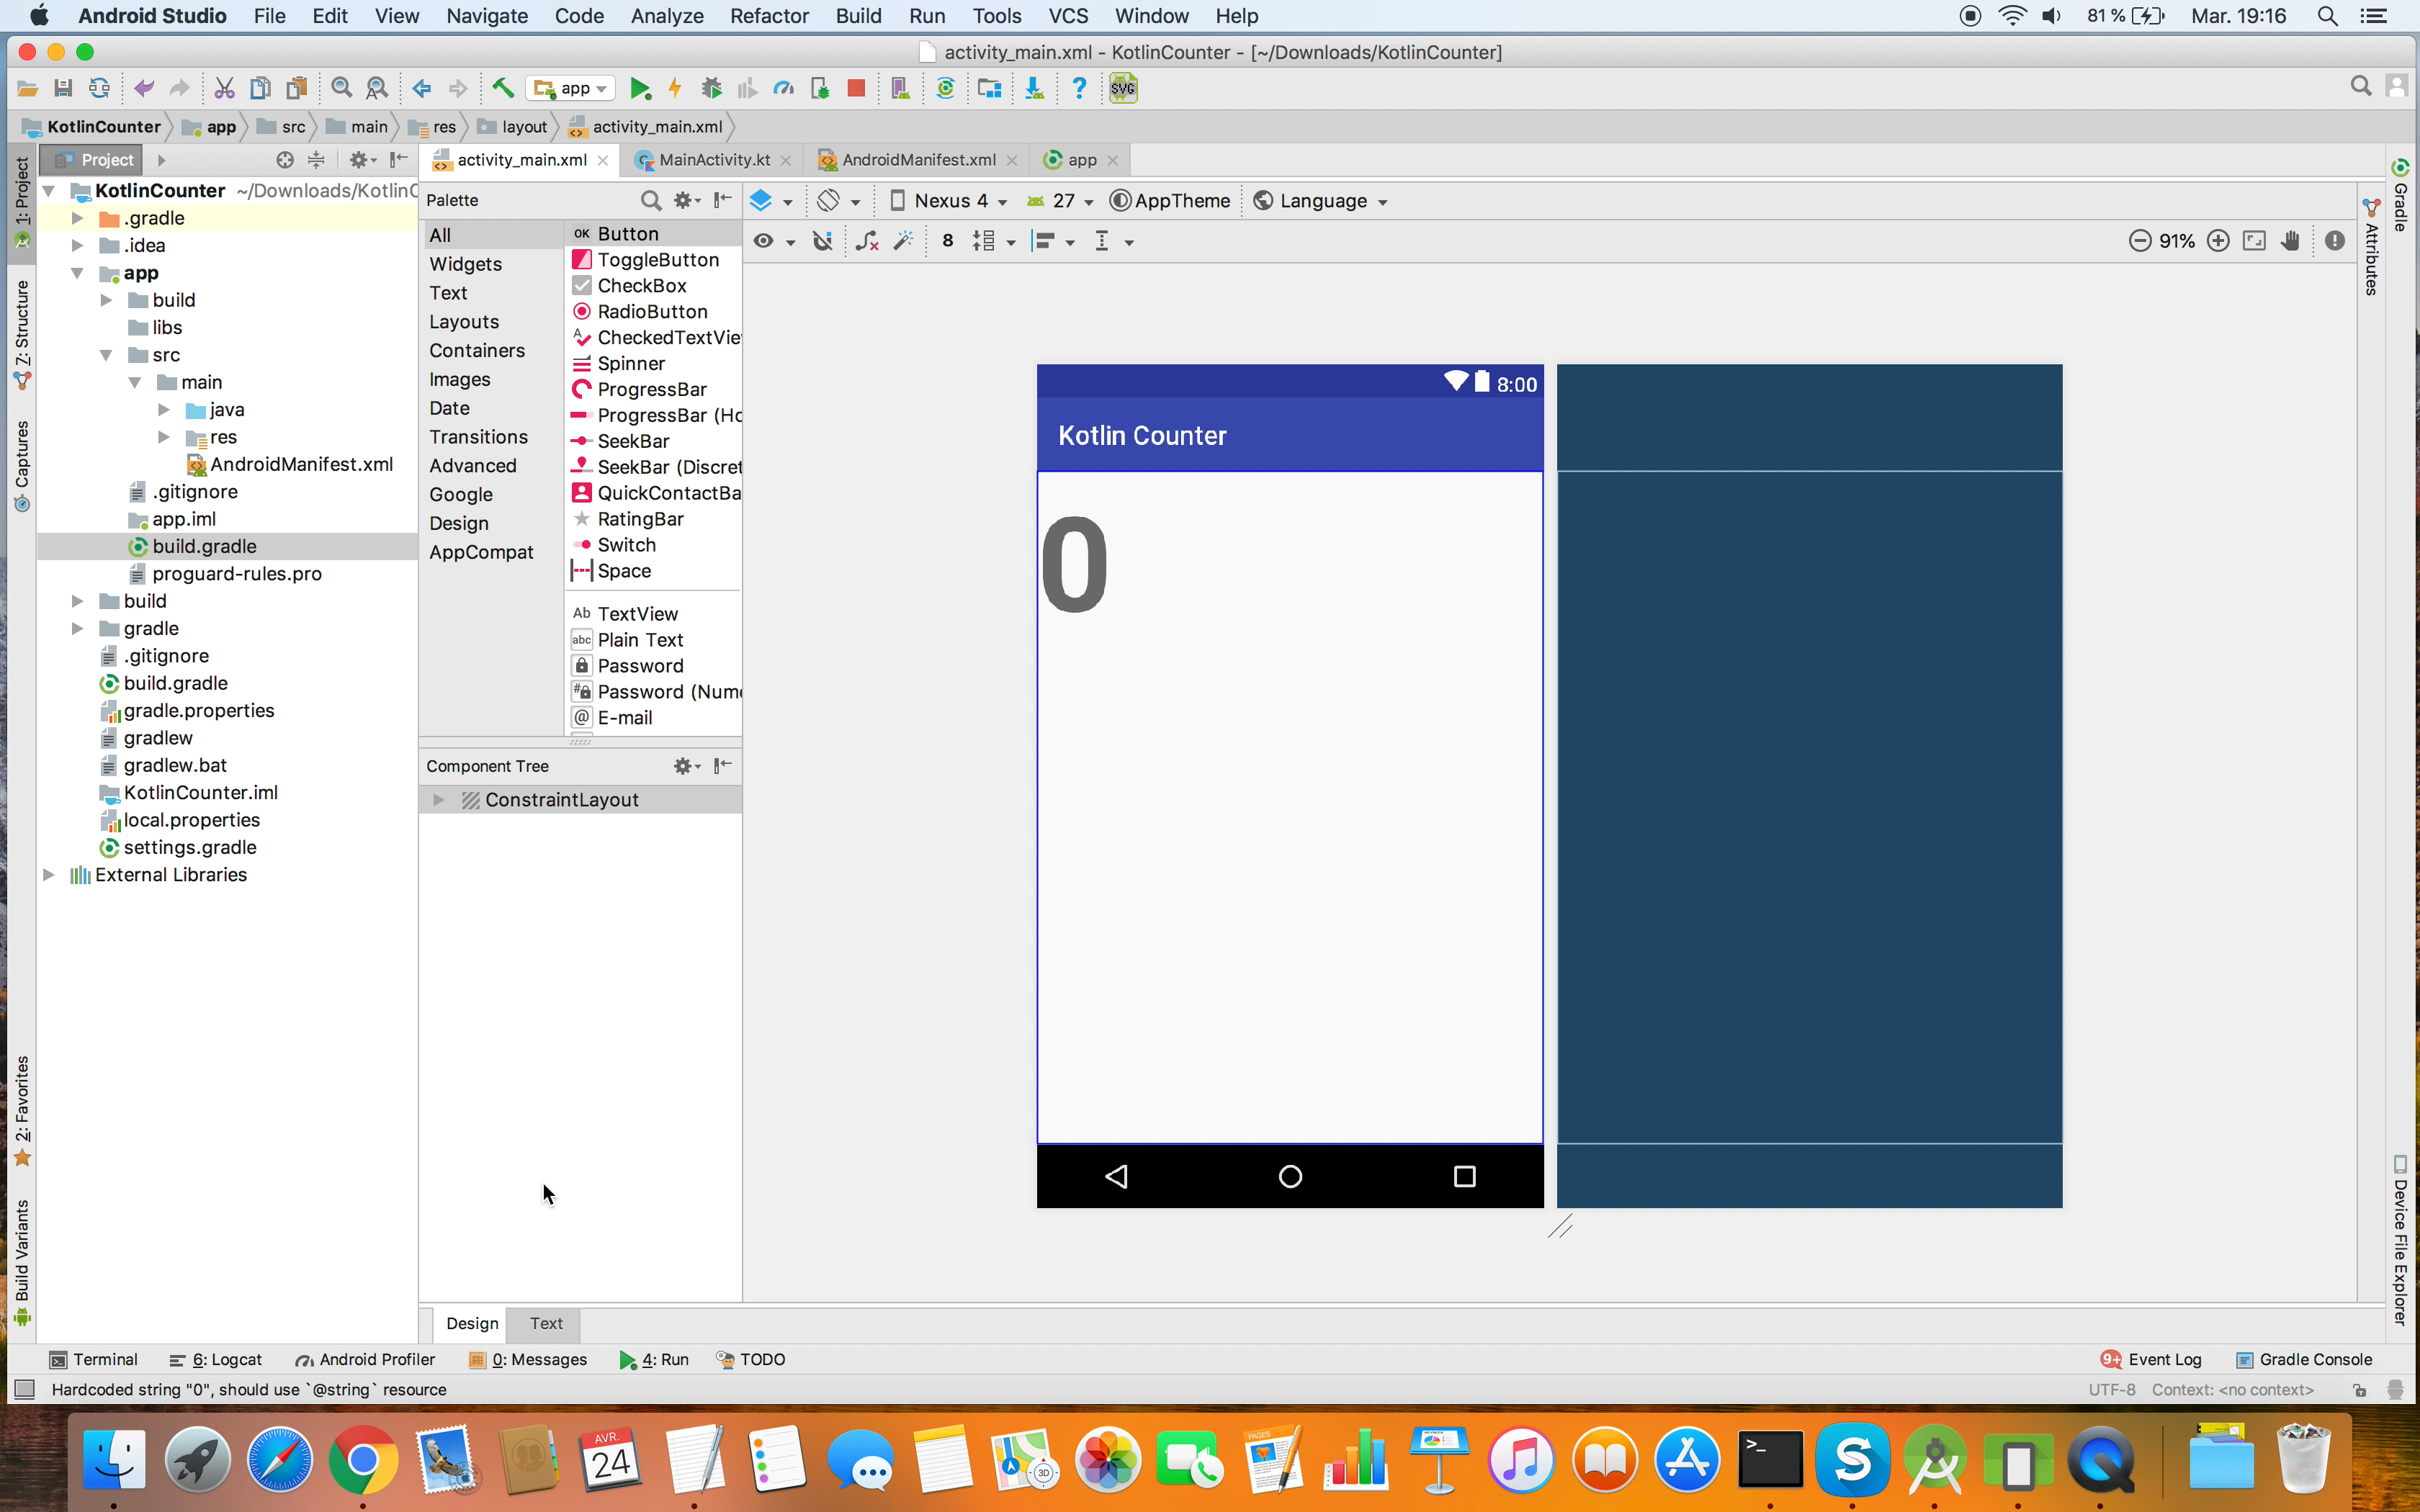 Android Studio File Edit View Navigate Code Analyze Refactor Build Run Tools VCS Window Help 81 % Mar. 19:16
activity_main.xml - KotlinCounter - [~/Downloads/KotlinCounter]
app SVG
KotlinCounter app src main res layout activity_main.xml
Project
activity_main.xml MainActivity.kt AndroidManifest.xml app
1: Project
7: Structure
Captures
2: Favorites
Build Variants
KotlinCounter ~/Downloads/KotlinC
.gradle
.idea
app
build
libs
src
main
java
res
AndroidManifest.xml
.gitignore
app.iml
build.gradle
proguard-rules.pro
build
gradle
.gitignore
build.gradle
gradle.properties
gradlew
gradlew.bat
KotlinCounter.iml
local.properties
settings.gradle
External Libraries
Palette
All
Widgets
Text
Layouts
Containers
Images
Date
Transitions
Advanced
Google
Design
AppCompat
OK Button
ToggleButton
CheckBox
RadioButton
CheckedTextVie
Spinner
ProgressBar
ProgressBar (Ho
SeekBar
SeekBar (Discret
QuickContactBa
RatingBar
Switch
Space
Ab TextView
abc Plain Text
Password
Password (Num
@ E-mail
Component Tree
ConstraintLayout
Nexus 4 27 AppTheme Language
8 91%
8:00
Kotlin Counter
0
Gradle
Attributes
Device File Explorer
Design Text
Terminal 6: Logcat Android Profiler 0: Messages 4: Run TODO 9+ Event Log Gradle Console
Hardcoded string "0", should use `@string` resource UTF-8 Context: <no context>
AVR.
24
PAGES
3D
>_
S